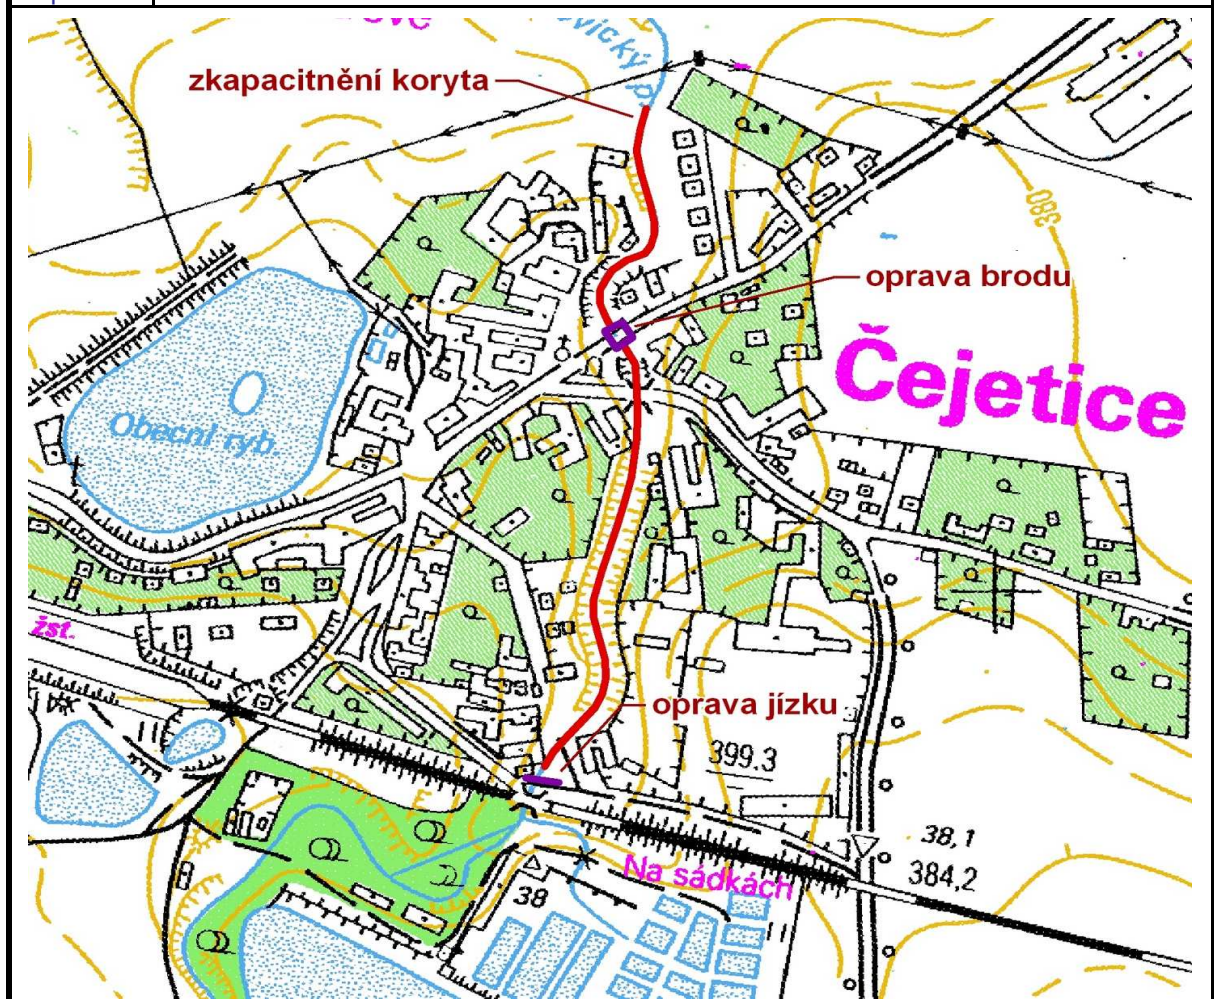 zkapacitnění koryta
oprava brodu
380
Čejetice
Obecní ryb.
žst.
oprava jízku
399.3
38,1
384,2
Na sádkách
38